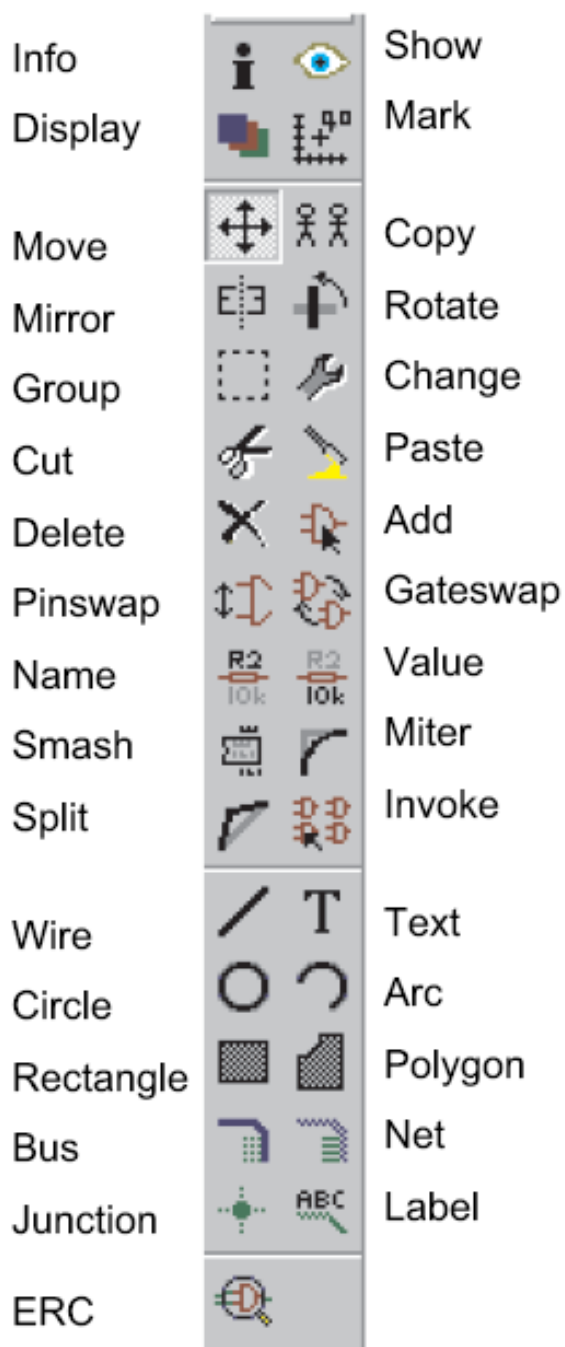 Info Show
Display Mark
Move Copy
Mirror Rotate
Group Change
Cut Paste
Delete Add
Pinswap Gateswap
Name R2 10k R2 10k Value
Smash Miter
Split Invoke
Wire T Text
Circle Arc
Rectangle Polygon
Bus Net
Junction ABC Label
ERC